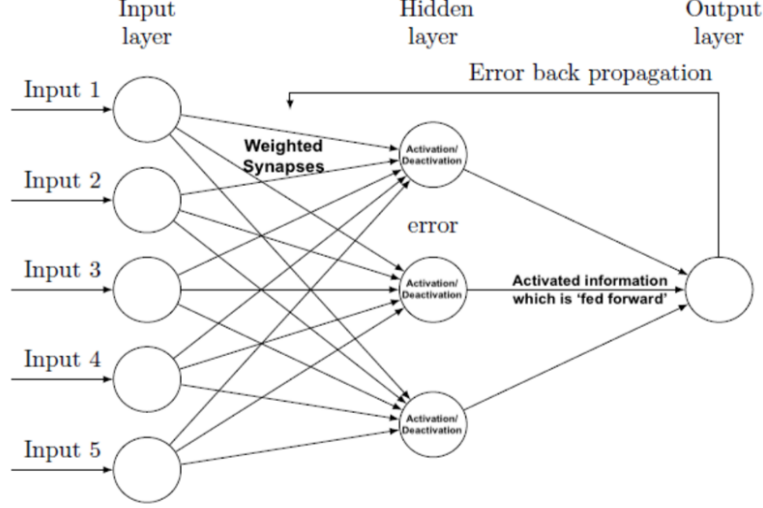 Input
layer
Hidden
layer
Output
layer
Error back propagation
Input 1
Weighted
Synapses
Activation/
Deactivation
Input 2
error
Input 3
Activation/
Deactivation
Activated information
which is ‘fed forward’
Input 4
Activation/
Deactivation
Input 5